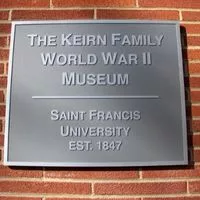 The Keirn Family
World War II
Museum
Saint Francis
University
Est. 1847